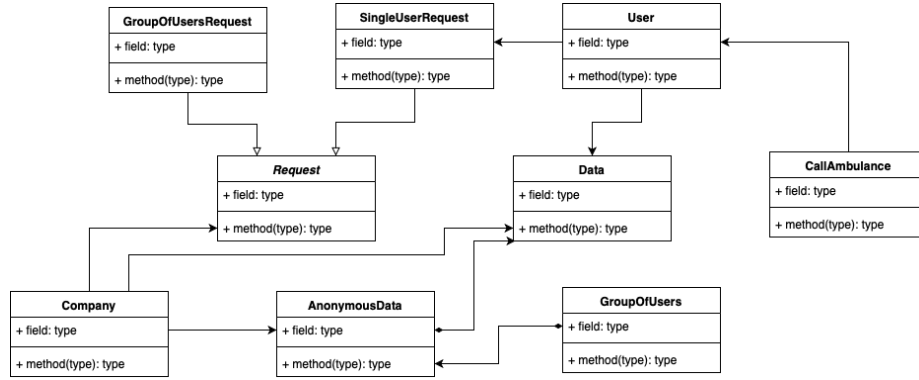 GroupOfUsersRequest
+ field: type
+ method(type): type
SingleUserRequest
+ field: type
+ method(type): type
User
+ field: type
+ method(type): type
Request
+ field: type
+ method(type): type
Data
+ field: type
+ method(type): type
CallAmbulance
+ field: type
+ method(type): type
Company
+ field: type
+ method(type): type
AnonymousData
+ field: type
+ method(type): type
GroupOfUsers
+ field: type
+ method(type): type